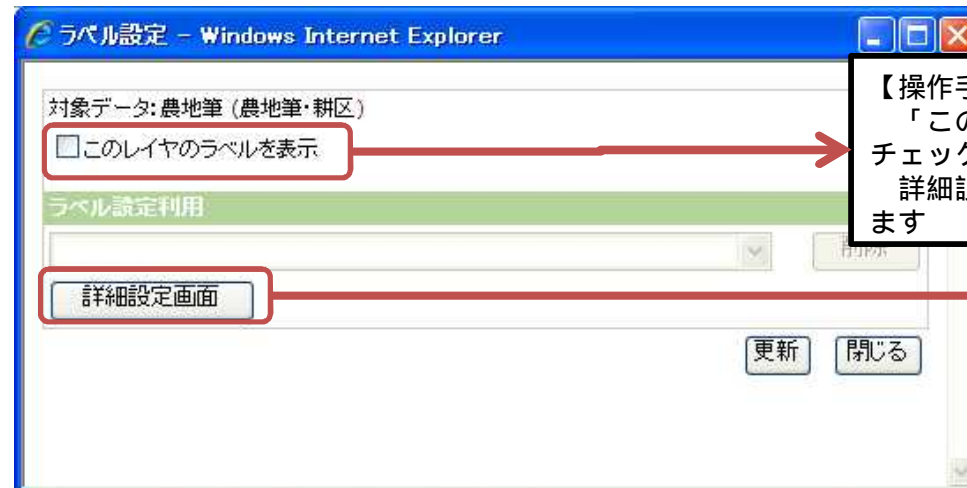 ラベル設定 - Windows Internet Explorer
対象データ:農地筆 (農地筆・耕区)
このレイヤのラベルを表示
ラベル設定利用
削除
詳細設定画面
更新 閉じる
【操作手
「この
チェック
詳細設
ます